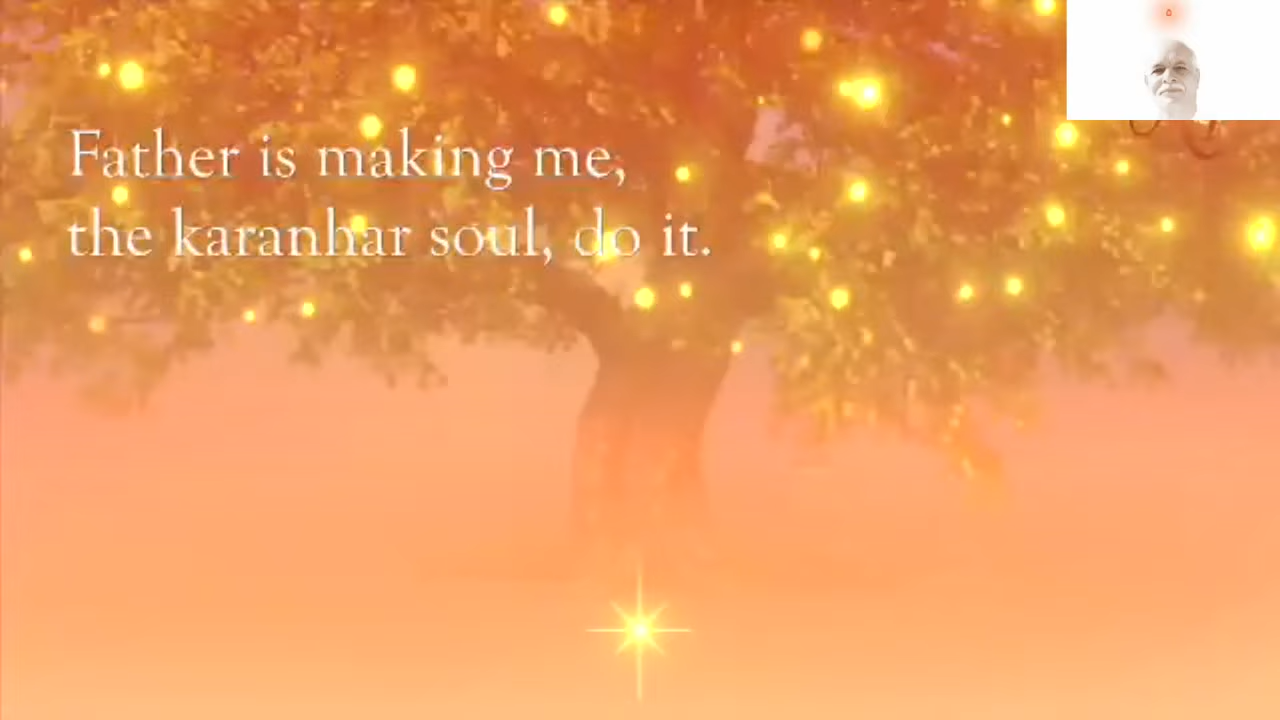 Father is making me,
the karanhar soul, do it.